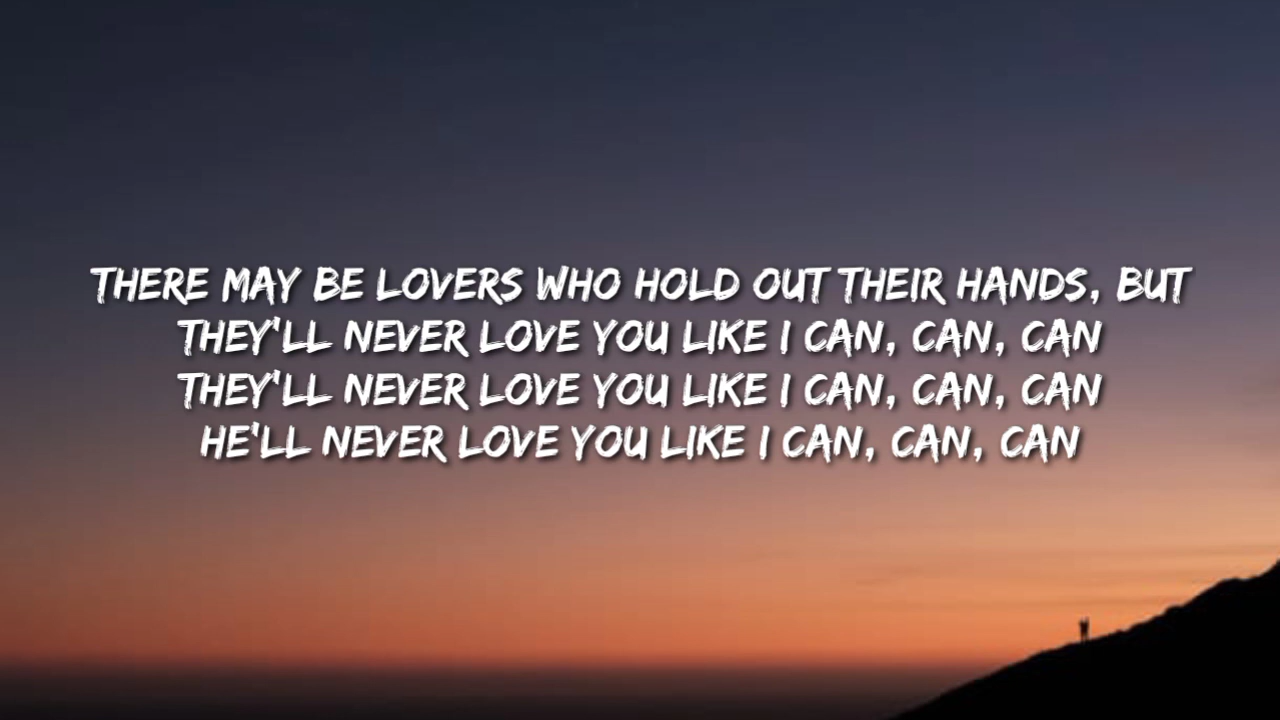 THERE MAY BE LOVERS WHO HOLD OUT THEIR HANDS, BUT
THEY'LL NEVER LOVE YOU LIKE I CAN, CAN, CAN
THEY'LL NEVER LOVE YOU LIKE I CAN, CAN, CAN
HE'LL NEVER LOVE YOU LIKE I CAN, CAN, CAN